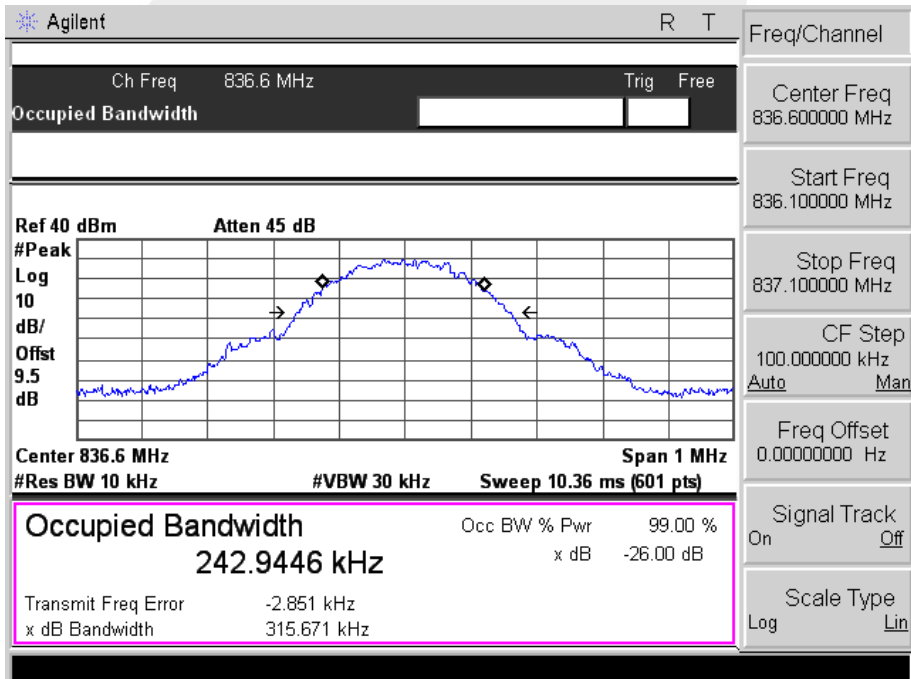 Agilent R T
Ch Freq 836.6 MHz Trig Free
Occupied Bandwidth
Ref 40 dBm Atten 45 dB
#Peak
Log
10
dB/
Offst
9.5
dB
Center 836.6 MHz Span 1 MHz
#Res BW 10 kHz #VBW 30 kHz Sweep 10.36 ms (601 pts)
Occupied Bandwidth Occ BW % Pwr 99.00 %
242.9446 kHz x dB -26.00 dB
Transmit Freq Error -2.851 kHz
x dB Bandwidth 315.671 kHz
Freq/Channel
Center Freq
836.600000 MHz
Start Freq
836.100000 MHz
Stop Freq
837.100000 MHz
CF Step
100.000000 kHz
Auto Man
Freq Offset
0.00000000 Hz
Signal Track
On Off
Scale Type
Log Lin